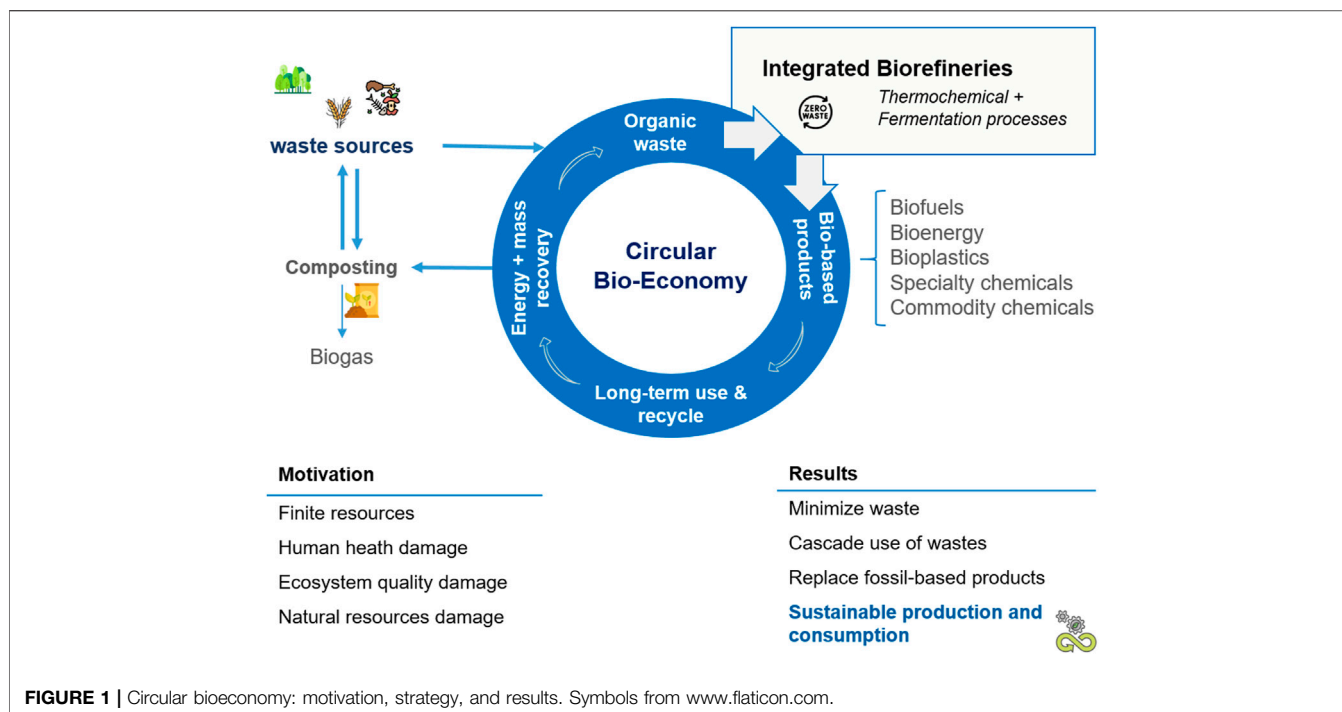 Integrated Biorefineries
ZERO
WASTE
Thermochemical +
Fermentation processes
waste sources
Organic
waste
Composting
Biogas
Energy + mass
recovery
Circular
Bio-Economy
Bio-based
products
Biofuels
Bioenergy
Bioplastics
Specialty chemicals
Commodity chemicals
Long-term use &
recycle
Motivation
Finite resources
Human heath damage
Ecosystem quality damage
Natural resources damage
Results
Minimize waste
Cascade use of wastes
Replace fossil-based products
Sustainable production and
consumption
FIGURE 1 | Circular bioeconomy: motivation, strategy, and results. Symbols from www.flaticon.com.